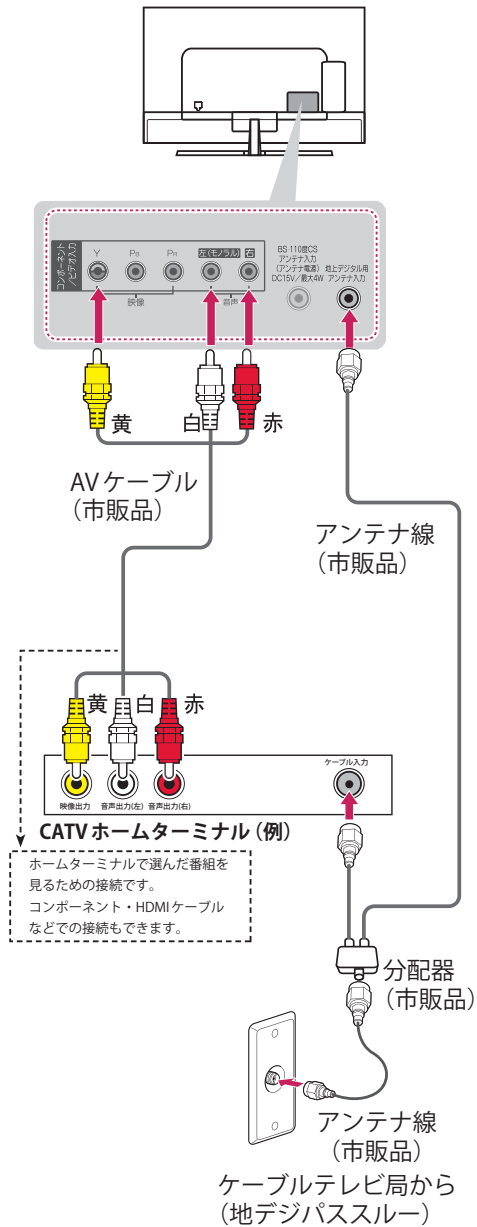 コンポーネント
/ビデオ入力
Y
PB
PR
左(モノラル)
右
映像
音声
BS・110度CS
アンテナ入力
(アンテナ電源)
DC15V/最大4W
地上デジタル用
アンテナ入力
黄
白
赤
AVケーブル
(市販品)
アンテナ線
(市販品)
黄
白
赤
映像出力
音声出力(左)
音声出力(右)
ケーブル入力
CATVホームターミナル(例)
ホームターミナルで選んだ番組を
見るための接続です。
コンポーネント・HDMIケーブル
などでの接続もできます。
分配器
(市販品)
アンテナ線
(市販品)
ケーブルテレビ局から
(地デジパススルー)